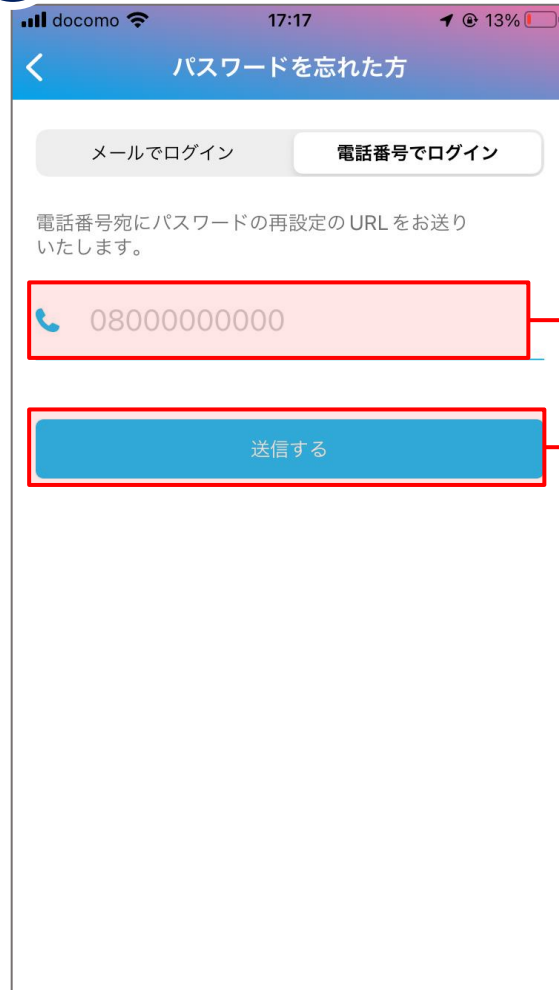 docomo 17:17 13%
パスワードを忘れた方
メールでログイン 電話番号でログイン
電話番号宛にパスワードの再設定のURLをお送り
いたします。
08000000000
送信する